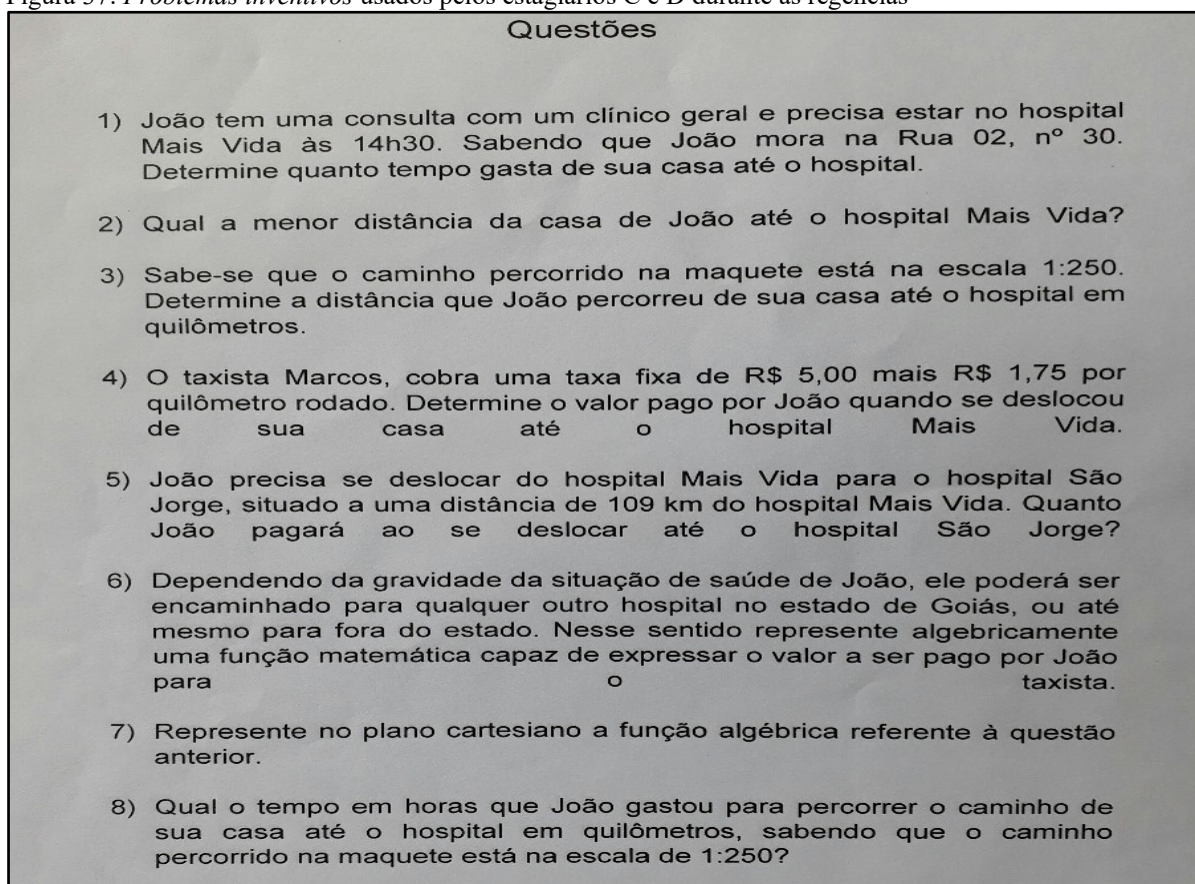 Questões
1) João tem uma consulta com um clínico geral e precisa estar no hospital
Mais Vida às 14h30. Sabendo que João mora na Rua 02, nº 30.
Determine quanto tempo gasta de sua casa até o hospital.
2) Qual a menor distância da casa de João até o hospital Mais Vida?
3) Sabe-se que o caminho percorrido na maquete está na escala 1:250.
Determine a distância que João percorreu de sua casa até o hospital em
quilômetros.
4) O taxista Marcos, cobra uma taxa fixa de R$ 5,00 mais R$ 1,75 por
quilômetro rodado. Determine o valor pago por João quando se deslocou
de sua casa até o hospital Mais Vida.
5) João precisa se deslocar do hospital Mais Vida para o hospital São
Jorge, situado a uma distância de 109 km do hospital Mais Vida. Quanto
João pagará ao se deslocar até o hospital São Jorge?
6) Dependendo da gravidade da situação de saúde de João, ele poderá ser
encaminhado para qualquer outro hospital no estado de Goiás, ou até
mesmo para fora do estado. Nesse sentido represente algebricamente
uma função matemática capaz de expressar o valor a ser pago por João
para o taxista.
7) Represente no plano cartesiano a função algébrica referente à questão
anterior.
8) Qual o tempo em horas que João gastou para percorrer o caminho de
sua casa até o hospital em quilômetros, sabendo que o caminho
percorrido na maquete está na escala de 1:250?